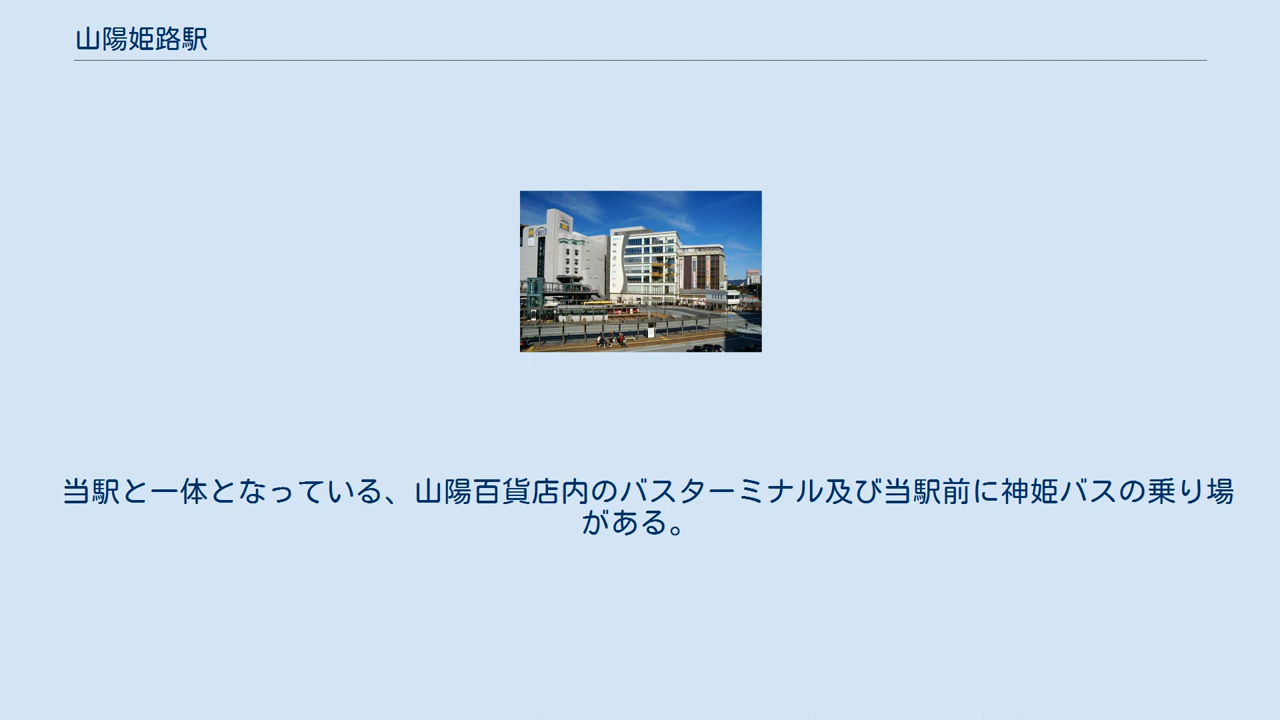 山陽姫路駅
当駅と一体となっている、山陽百貨店内のバスターミナル及び当駅前に神姫バスの乗り場
がある。